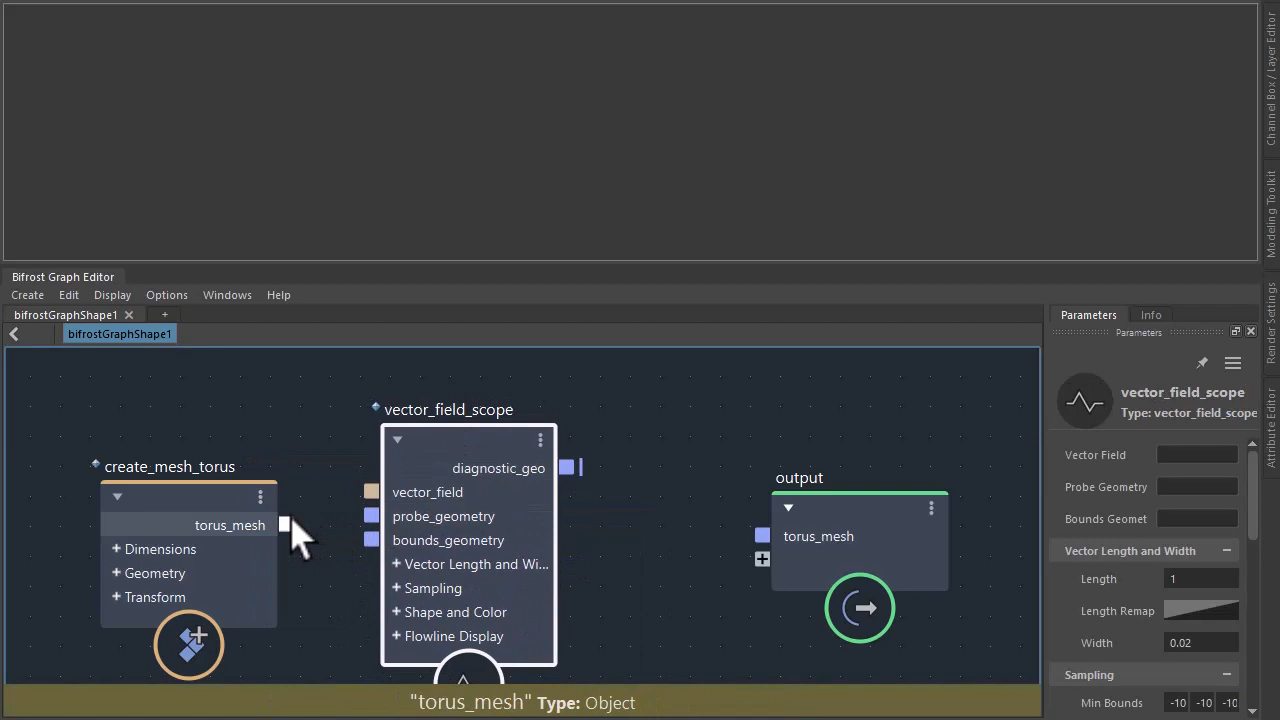 Bifrost Graph Editor
Create Edit Display Options Windows Help
bifrostGraphShape1 +
bifrostGraphShape1
vector_field_scope
diagnostic_geo
vector_field
probe_geometry
bounds_geometry
Vector Length and Wi...
Sampling
Shape and Color
Flowline Display
create_mesh_torus
torus_mesh
Dimensions
Geometry
Transform
output
torus_mesh
"torus_mesh" Type: Object
Parameters Info
Parameters
vector_field_scope
Type: vector_field_scope
Vector Field
Probe Geometry
Bounds Geomet
Vector Length and Width
Length 1
Length Remap
Width 0.02
Sampling
Min Bounds -10 -10 -10
Channel Box / Layer Editor
Modeling Toolkit
Render Settings
Attribute Editor